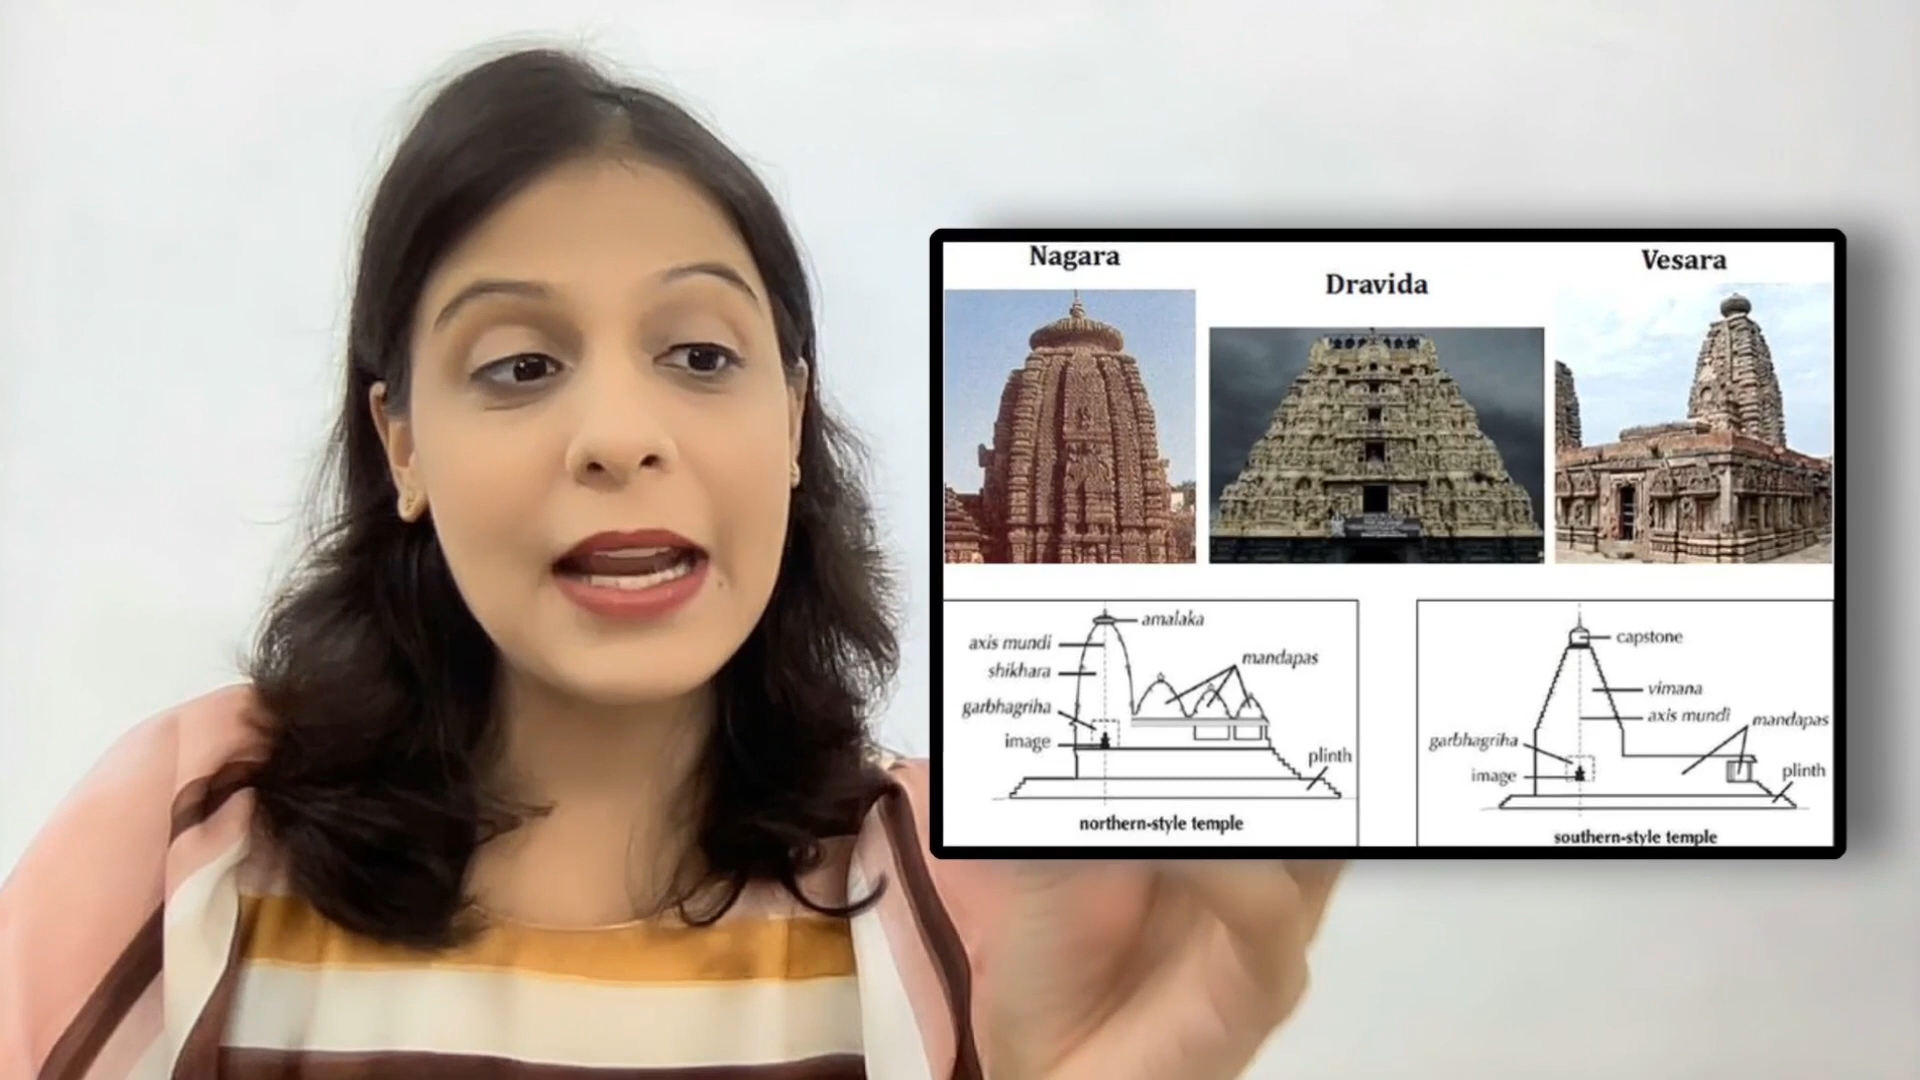 Nagara
Dravida
Vesara
amalaka
axis mundi
shikhara
mandapas
garbhagriha
image
plinth
northern-style temple
capstone
vimana
axis mundi
mandapas
garbhagriha
image
plinth
southern-style temple